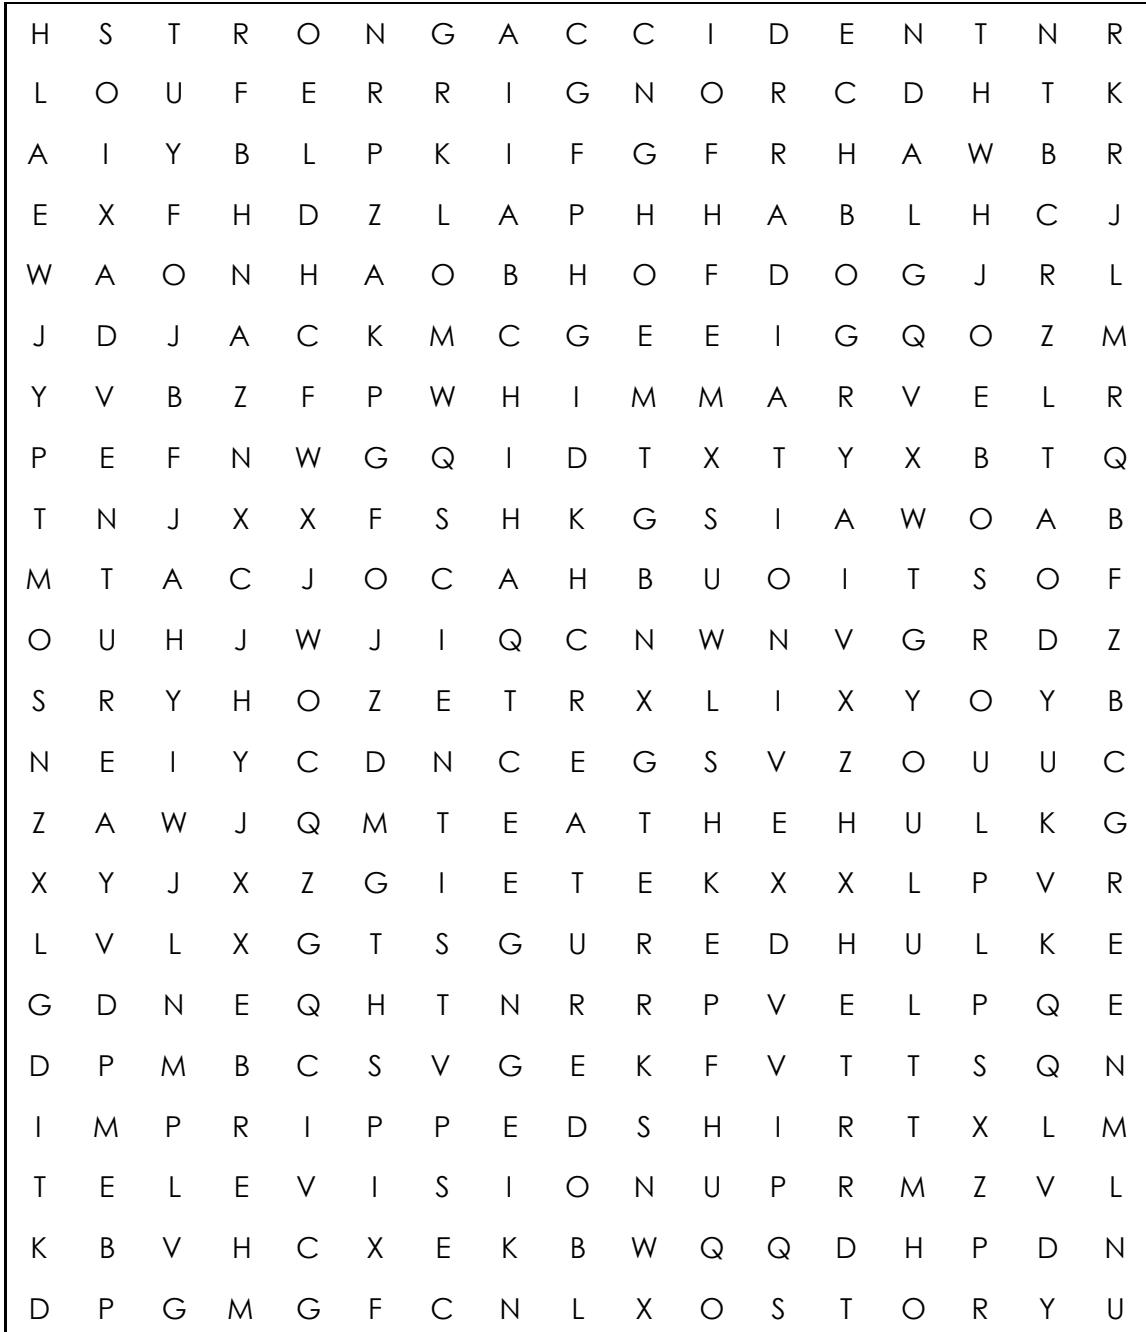 H S T R O N G A C C I D E N T N R
L O U F E R R I G N O R C D H T K
A I Y B L P K I F G F R H A W B R
E X F H D Z L A P H H A B L H C J
W A O N H A O B H O F D O G J R L
J D J A C K M C G E E I G Q O Z M
Y V B Z F P W H I M M A R V E L R
P E F N W G Q I D T X T Y X B T Q
T N J X X F S H K G S I A W O A B
M T A C J O C A H B U O I T S O F
O U H J W J I Q C N W N V G R D Z
S R Y H O Z E T R X L I X Y O Y B
N E I Y C D N C E G S V Z O U U C
Z A W J Q M T E A T H E H U L K G
X Y J X Z G I E T E K X X L P V R
L V L X G T S G U R E D H U L K E
G D N E Q H T N R R P V E L P Q E
D P M B C S V G E K F V T T S Q N
I M P R I P P E D S H I R T X L M
T E L E V I S I O N U P R M Z V L
K B V H C X E K B W Q Q D H P D N
D P G M G F C N L X O S T O R Y U